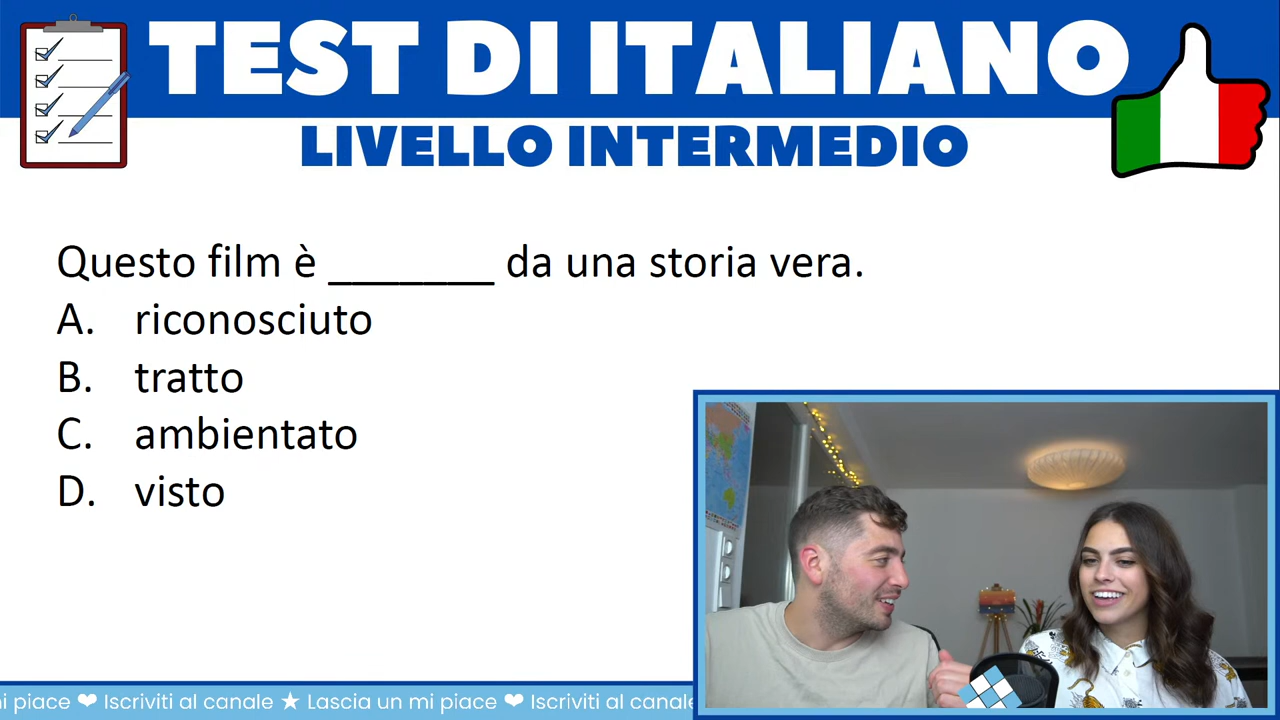 TEST DI ITALIANO
LIVELLO INTERMEDIO
Questo film è _______ da una storia vera.
A. riconosciuto
B. tratto
C. ambientato
D. visto
mi piace ❤ Iscriviti al canale ★ Lascia un mi piace ❤ Iscriviti al canale